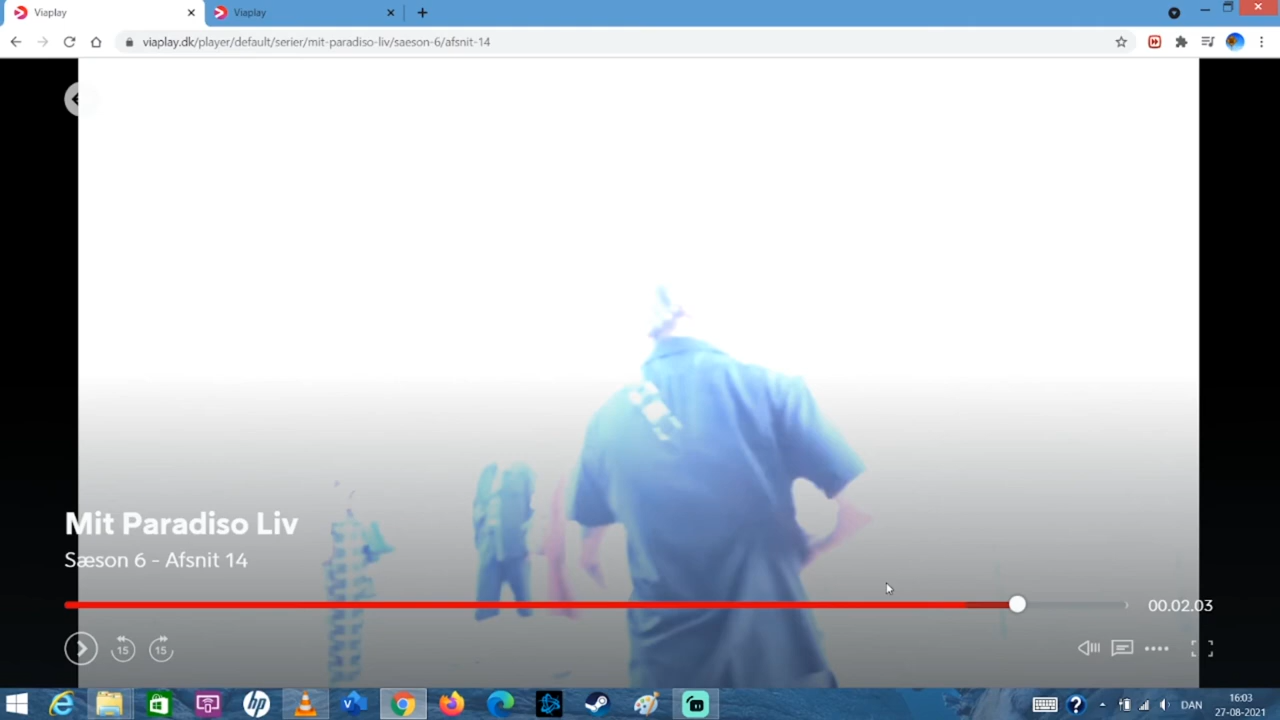 Viaplay
Viaplay
viaplay.dk/player/default/serier/mit-paradiso-liv/saeson-6/afsnit-14
Mit Paradiso Liv
Sæson 6 - Afsnit 14
00.02.03
15
15
hp
DAN
16:03
27-08-2021